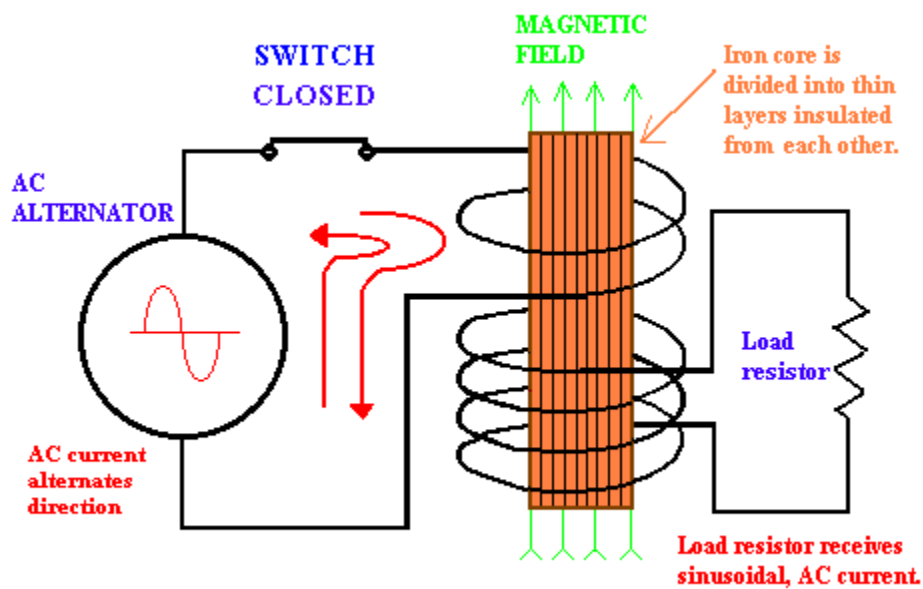 SWITCH
CLOSED
MAGNETIC
FIELD
Iron core is
divided into thin
layers insulated
from each other.
AC
ALTERNATOR
Load
resistor
AC current
alternates
direction
Load resistor receives
sinusoidal, AC current.